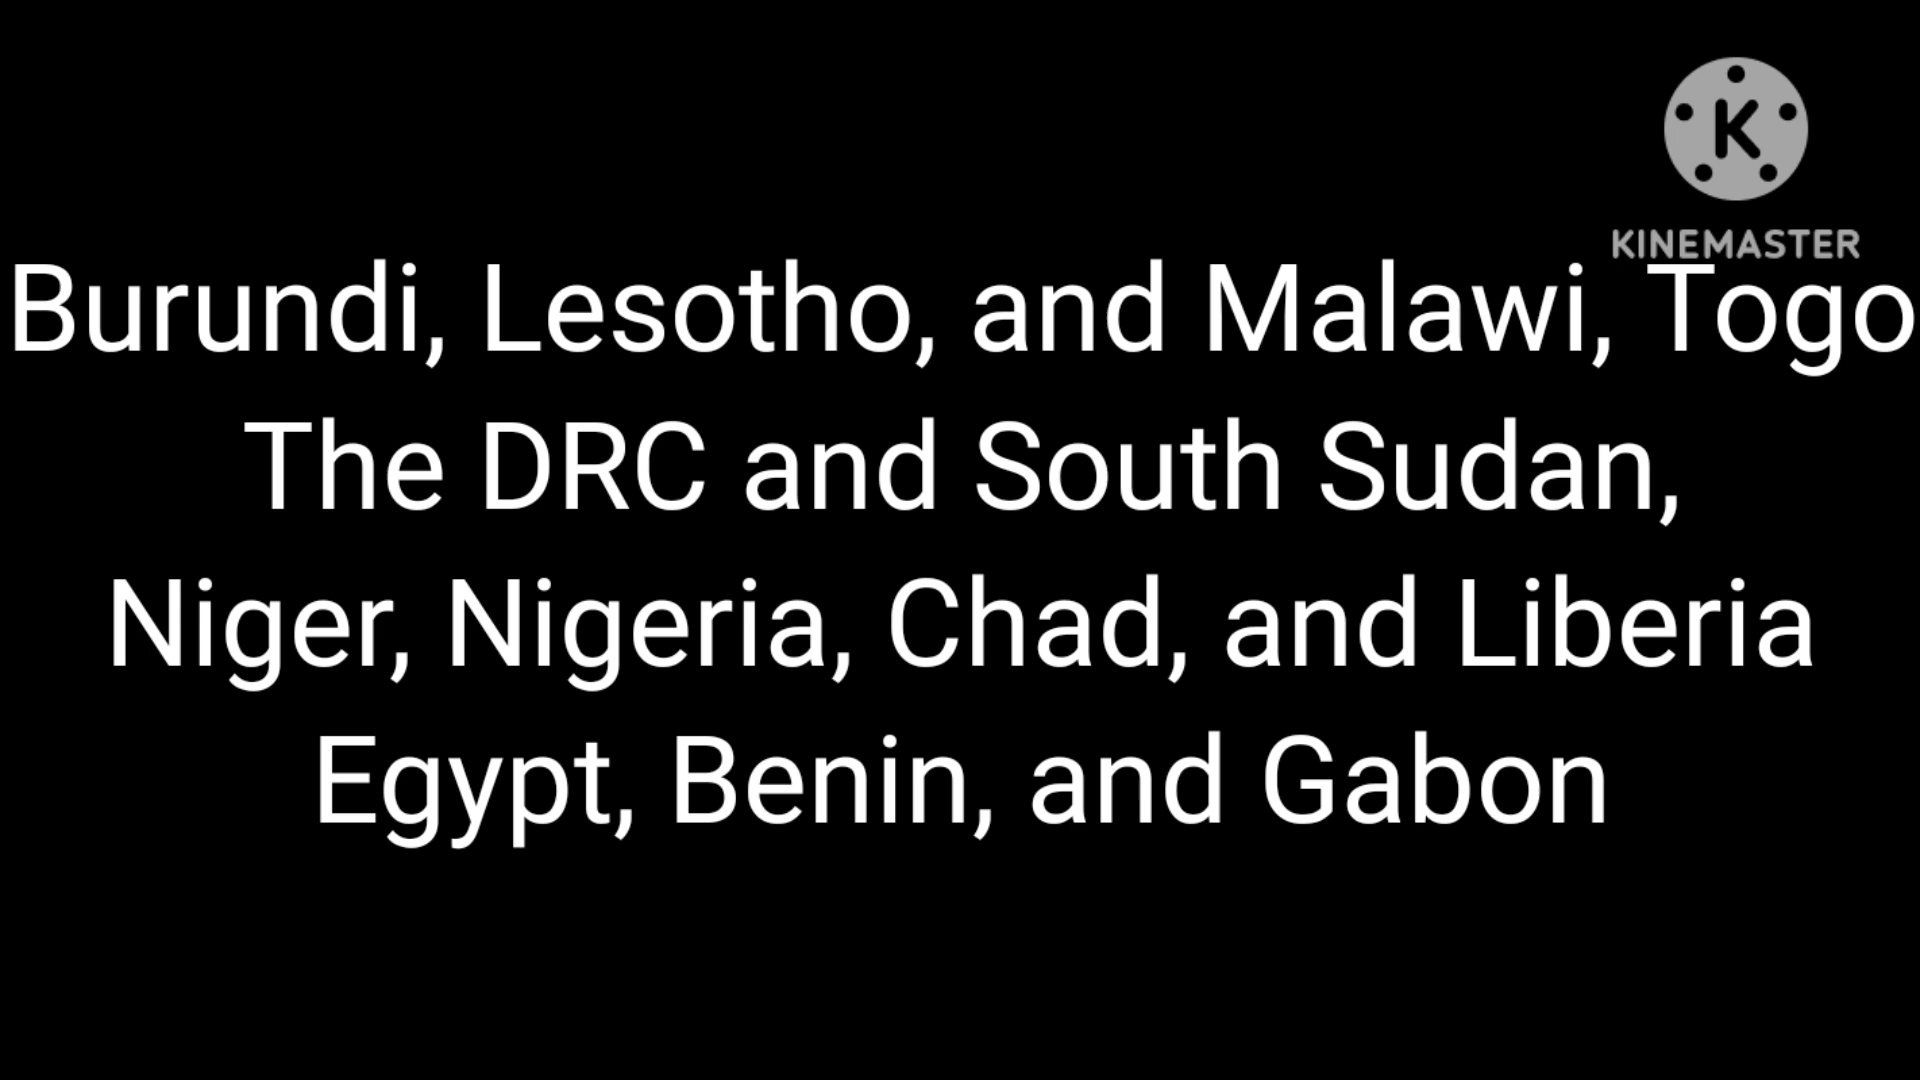 K
KINEMASTER
Burundi, Lesotho, and Malawi, Togo
The DRC and South Sudan,
Niger, Nigeria, Chad, and Liberia
Egypt, Benin, and Gabon